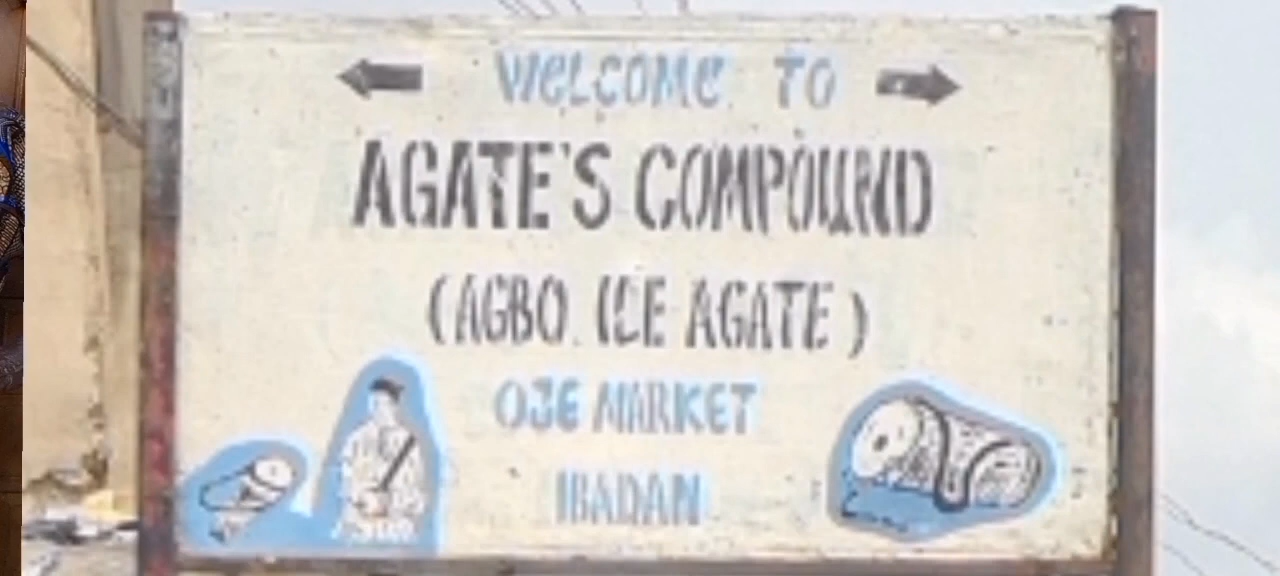 WELCOME TO
AGATE'S COMPOUND
(AGBO ILE AGATE)
OJE MARKET
IBADAN